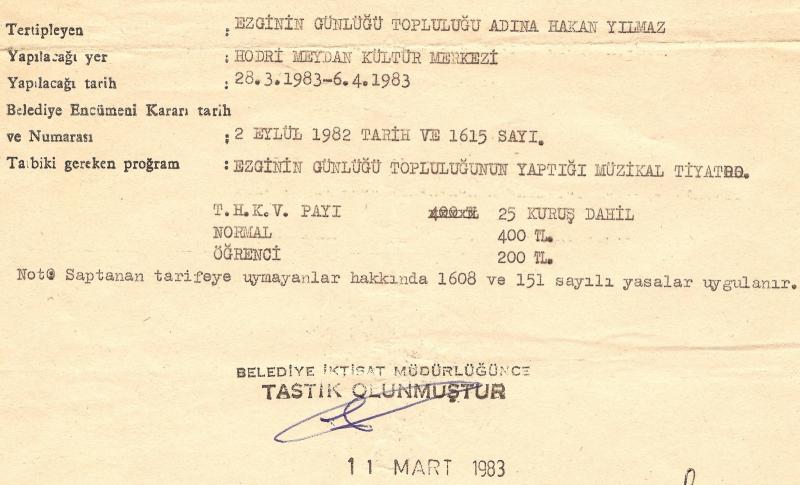 Tertipleyen : EZGİNİN GÜNLÜĞÜ TOPLULUĞU ADINA HAKAN YILMAZ
Yapılacağı yer : HODRİ MEYDAN KÜLTÜR MERKEZİ
Yapılacağı tarih : 28.3.1983-6.4.1983
Belediye Encümeni Kararı tarih
ve Numarası : 2 EYLÜL 1982 TARİH VE 1615 SAYI.
Tatbiki gereken proğram : EZGİNİN GÜNLÜĞÜ TOPLULUĞUNUN YAPTIĞI MÜZİKAL TİYATRO.
T.H.K.V. PAYI 25 KURUŞ DAHİL
NORMAL 400 TL.
ÖĞRENCİ 200 TL.
Not: Saptanan tarifeye uymayanlar hakkında 1608 ve 151 sayılı yasalar uygulanır.
BELEDİYE İKTİSAT MÜDÜRLÜĞÜNCE
TASTİK OLUNMUŞTUR
11 MART 1983